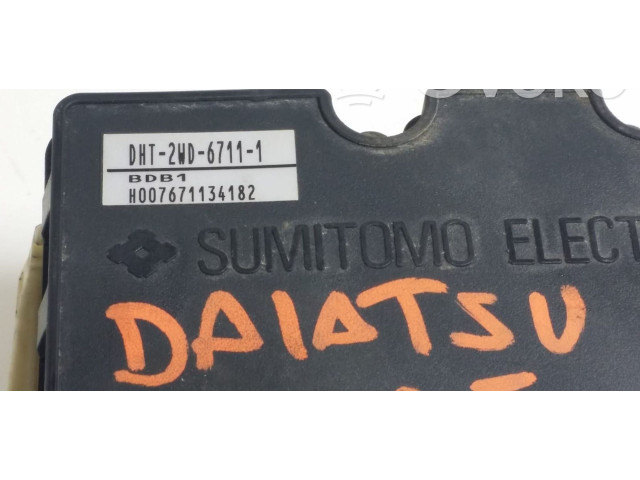 DHT-2WD-6711-1
BDB1
H007671134182
SUMITOMO ELECT
DAIATSU